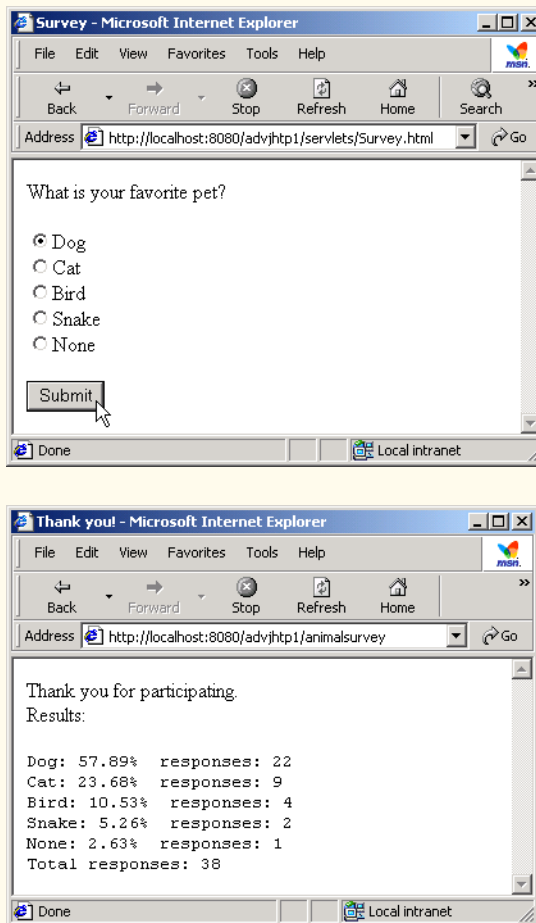 Survey - Microsoft Internet Explorer
File Edit View Favorites Tools Help
msn.
Back Forward Stop Refresh Home Search »
Address http://localhost:8080/advjhtp1/servlets/Survey.html Go
What is your favorite pet?
Dog
Cat
Bird
Snake
None
Submit
Done Local intranet
Thank you! - Microsoft Internet Explorer
File Edit View Favorites Tools Help
msn.
Back Forward Stop Refresh Home »
Address http://localhost:8080/advjhtp1/animalsurvey Go
Thank you for participating.
Results:
Dog: 57.89% responses: 22
Cat: 23.68% responses: 9
Bird: 10.53% responses: 4
Snake: 5.26% responses: 2
None: 2.63% responses: 1
Total responses: 38
Done Local intranet